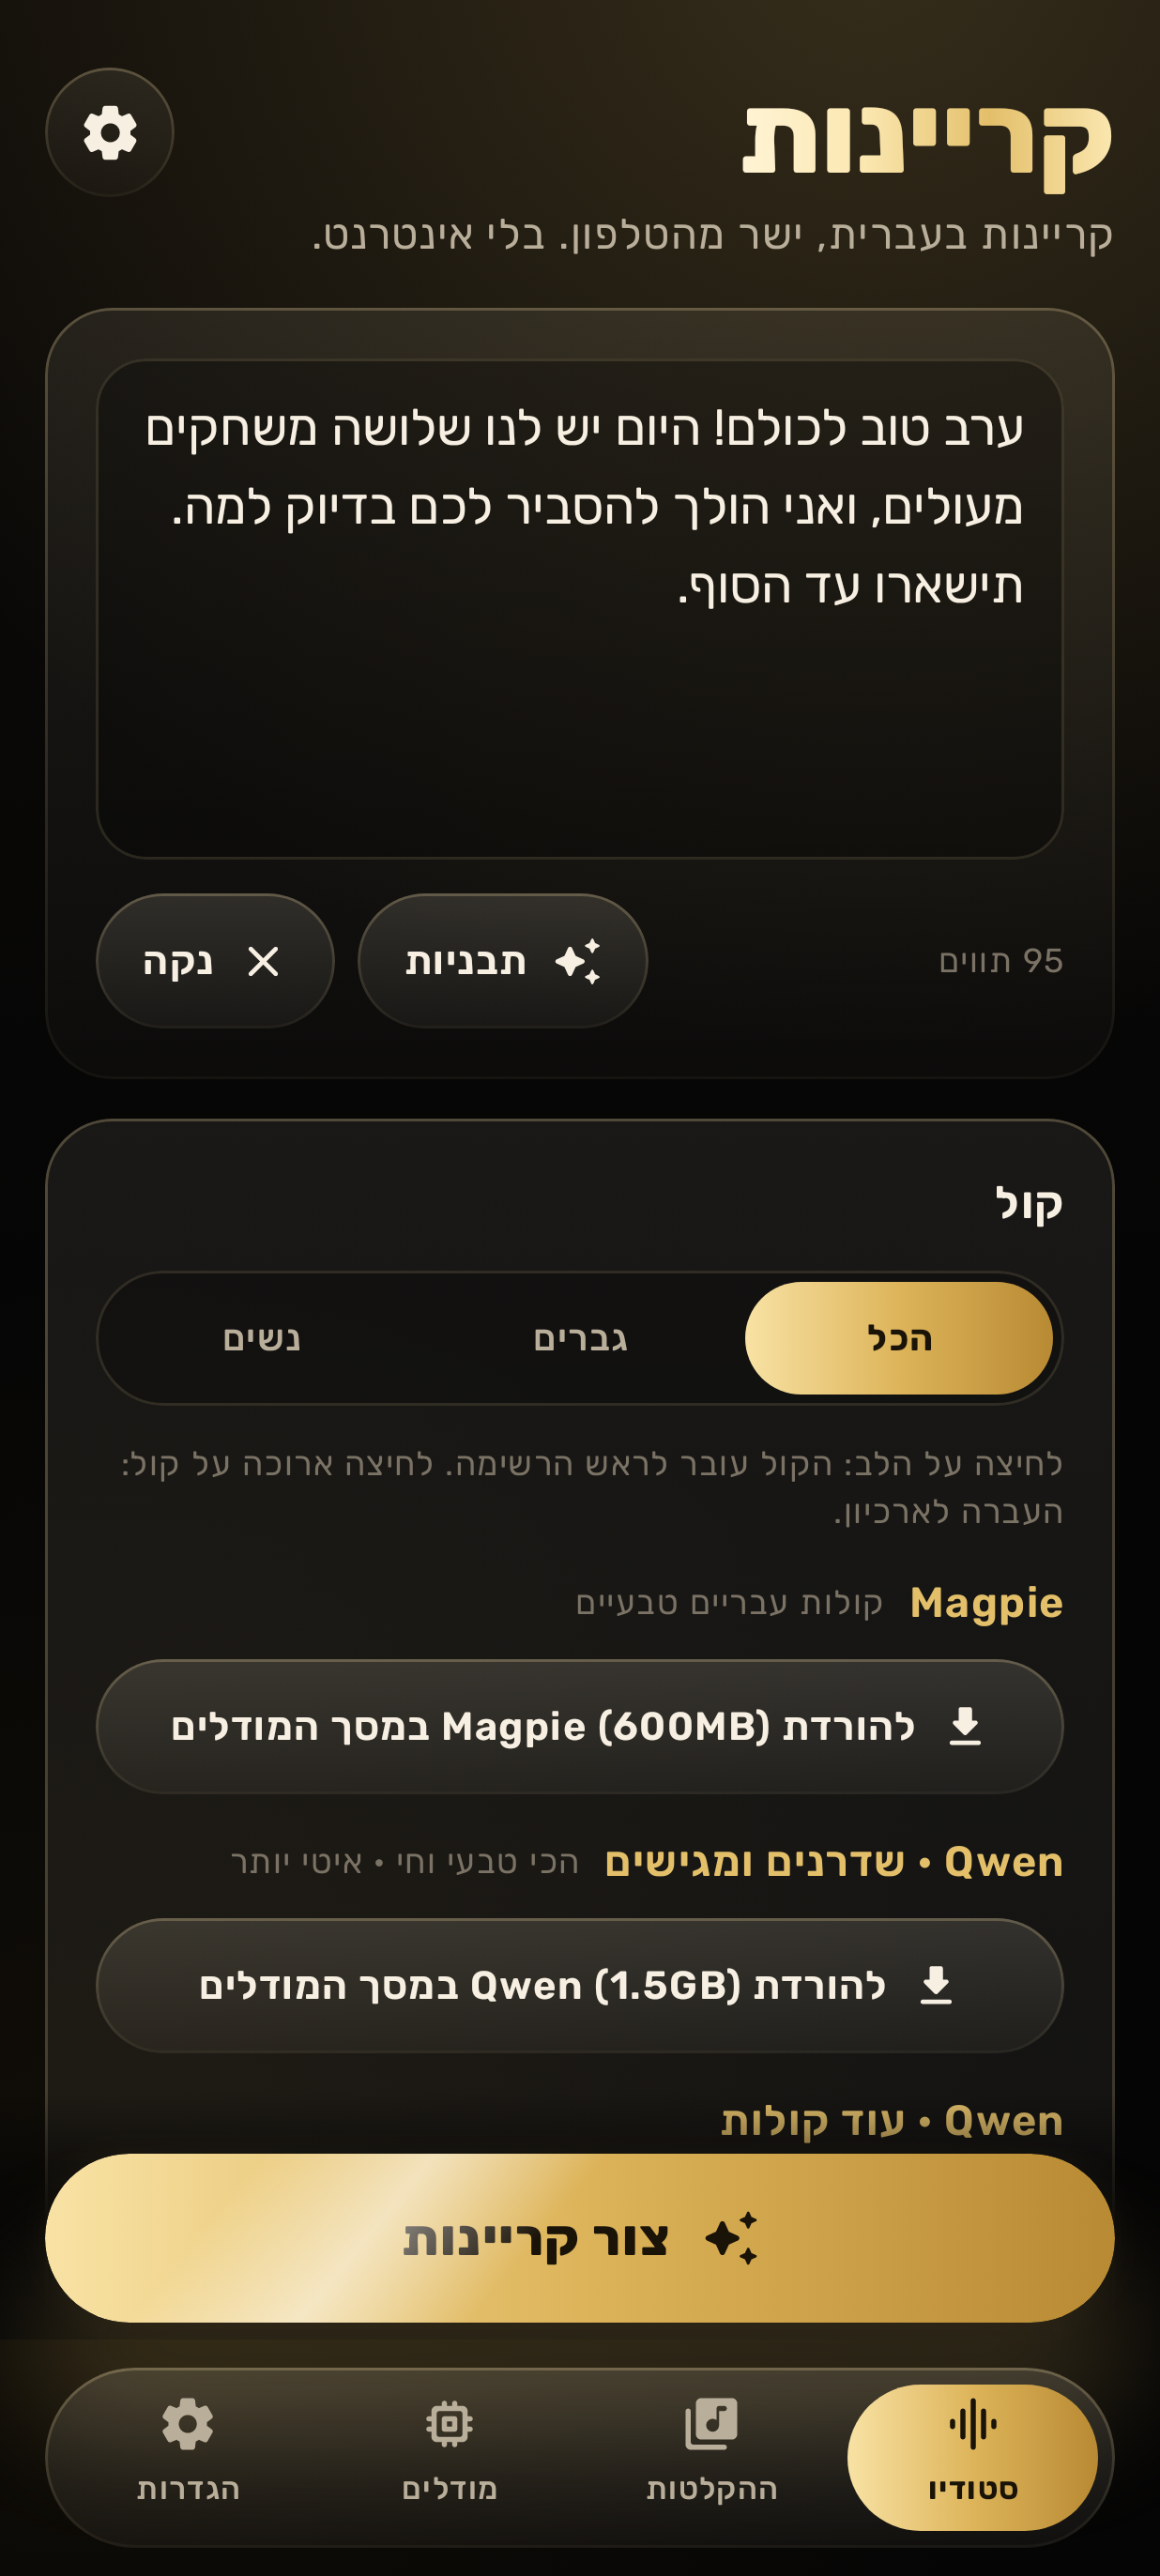 קריינות
קריינות בעברית, ישר מהטלפון. בלי אינטרנט.
ערב טוב לכולם! היום יש לנו שלושה משחקים
מעולים, ואני הולך להסביר לכם בדיוק למה.
תישארו עד הסוף.
95 תווים
תבניות
נקה
קול
הכל
גברים
נשים
לחיצה על הלב: הקול עובר לראש הרשימה. לחיצה ארוכה על קול:
העברה לארכיון.
Magpie קולות עבריים טבעיים
להורדת Magpie (600MB) במסך המודלים
Qwen • שדרנים ומגישים הכי טבעי וחי • איטי יותר
להורדת Qwen (1.5GB) במסך המודלים
Qwen • עוד קולות
צור קריינות
סטודיו
ההקלטות
מודלים
הגדרות